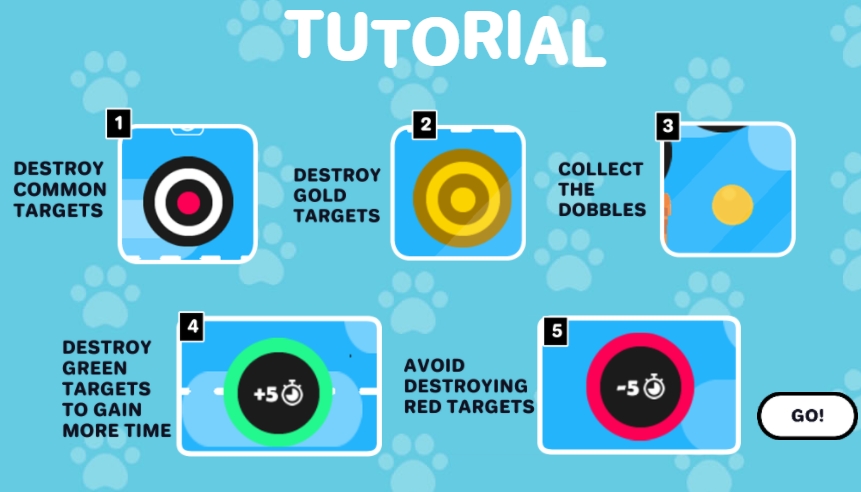 TUTORIAL
1
DESTROY
COMMON
TARGETS
2
DESTROY
GOLD
TARGETS
3
COLLECT
THE
DOBBLES
4
DESTROY
GREEN
TARGETS
TO GAIN
MORE TIME
+5
5
AVOID
DESTROYING
RED TARGETS
-5
GO!